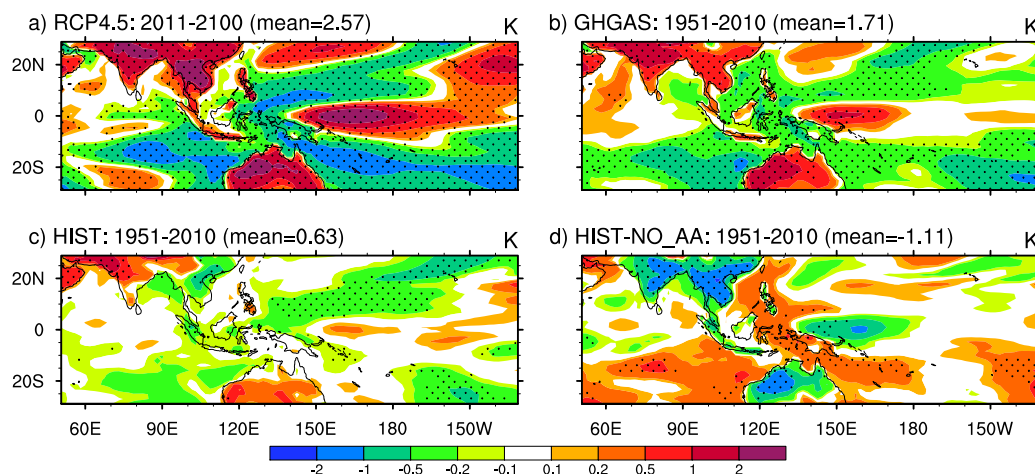 a) RCP4.5: 2011-2100 (mean=2.57) K
b) GHGAS: 1951-2010 (mean=1.71) K
20N
0
20S
c) HIST: 1951-2010 (mean=0.63) K
d) HIST-NO_AA: 1951-2010 (mean=-1.11) K
20N
0
20S
60E 90E 120E 150E 180 150W
60E 90E 120E 150E 180 150W
-2 -1 -0.5 -0.2 -0.1 0.1 0.2 0.5 1 2